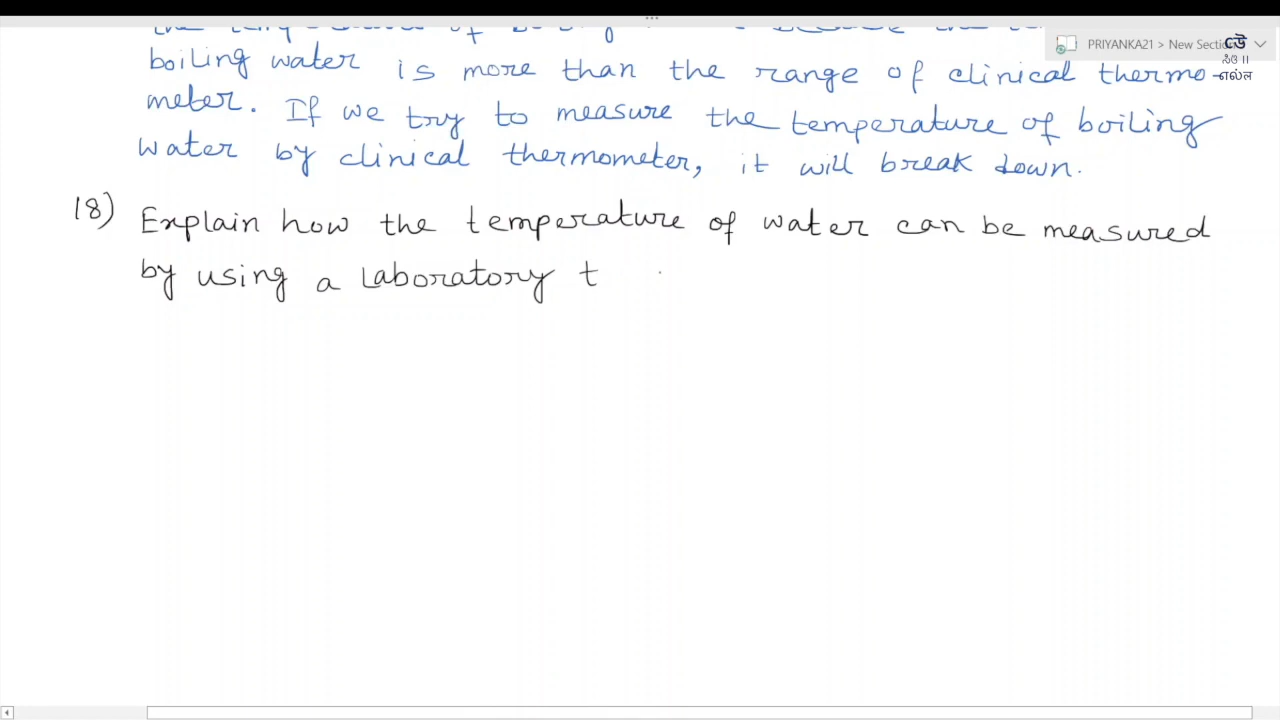 boiling water is more than the range of clinical thermo-
meter. If we try to measure the temperature of boiling
water by clinical thermometer, it will break down.
18) Explain how the temperature of water can be measured
by using a Laboratory t
PRIYANKA21 > New Section